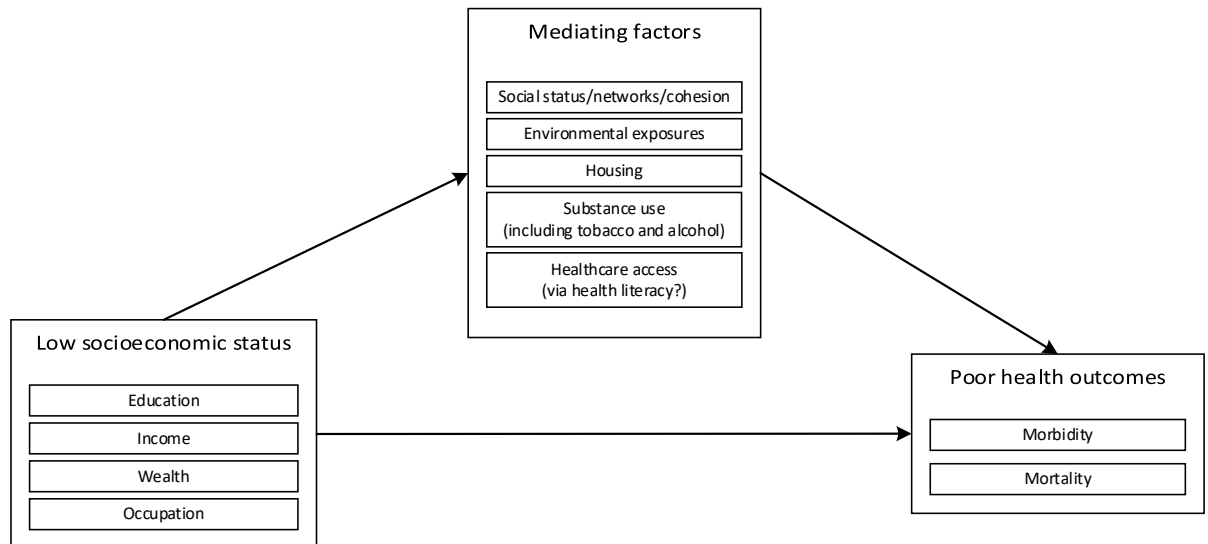 Mediating factors
Social status/networks/cohesion
Environmental exposures
Housing
Substance use
(including tobacco and alcohol)
Healthcare access
(via health literacy?)
Low socioeconomic status
Education
Income
Wealth
Occupation
Poor health outcomes
Morbidity
Mortality